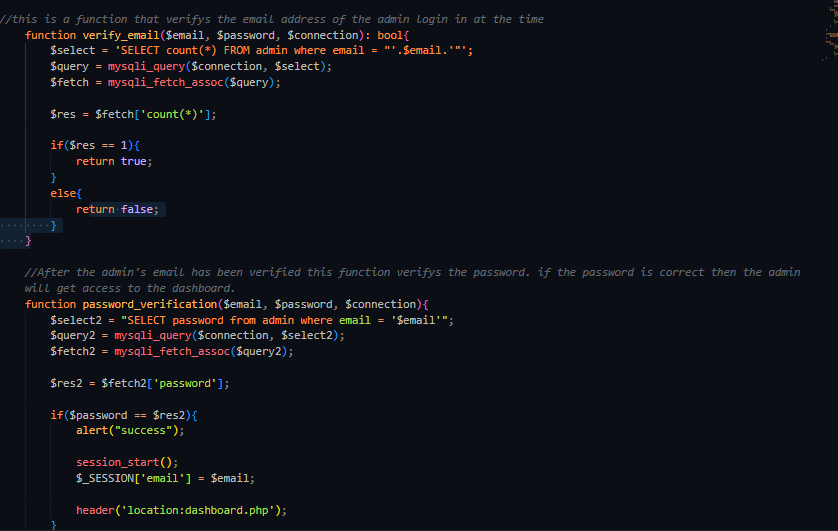 //this is a function that verifys the email address of the admin login in at the time
function verify_email($email, $password, $connection): bool{
$select = 'SELECT count(*) FROM admin where email = "'.$email.'"';
$query = mysqli_query($connection, $select);
$fetch = mysqli_fetch_assoc($query);
$res = $fetch['count(*)'];
if($res == 1){
return true;
}
else{
return false;
}
}
//After the admin's email has been verified this function verifys the password. if the password is correct then the admin
will get access to the dashboard.
function password_verification($email, $password, $connection){
$select2 = "SELECT password from admin where email = '$email'";
$query2 = mysqli_query($connection, $select2);
$fetch2 = mysqli_fetch_assoc($query2);
$res2 = $fetch2['password'];
if($password == $res2){
alert("success");
session_start();
$_SESSION['email'] = $email;
header('location:dashboard.php');
}